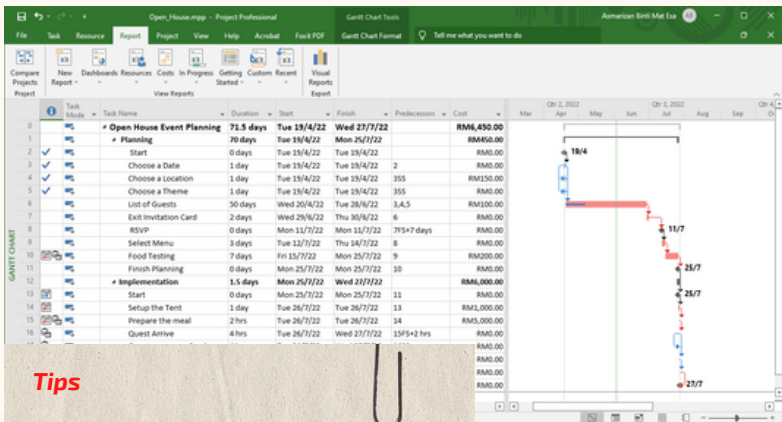 Open_House.mpp - Project Professional
Gantt Chart Tools
Asmarizan Binti Mat Esa
File Task Resource Report Project View Help Acrobat Foxit PDF Gantt Chart Format Tell me what you want to do
Compare Projects
New Report
Dashboards Resources Costs In Progress Getting Started Custom Recent
Visual Reports
Project View Reports Export
Task Mode Task Name Duration Start Finish Predecessors Cost
Qtr 2, 2022 Qtr 3, 2022
Mar Apr May Jun Jul Aug Sep
0 Open House Event Planning 71.5 days Tue 19/4/22 Wed 27/7/22 RM6,450.00
1 Planning 70 days Tue 19/4/22 Mon 25/7/22 RM450.00
2 Start 0 days Tue 19/4/22 Tue 19/4/22 RM0.00 19/4
3 Choose a Date 1 day Tue 19/4/22 Tue 19/4/22 2 RM0.00
4 Choose a Location 1 day Tue 19/4/22 Tue 19/4/22 3SS RM150.00
5 Choose a Theme 1 day Tue 19/4/22 Tue 19/4/22 3SS RM0.00
6 List of Guests 50 days Wed 20/4/22 Tue 28/6/22 3,4,5 RM100.00
7 Exit Invitation Card 2 days Wed 29/6/22 Thu 30/6/22 6 RM0.00
8 RSVP 0 days Mon 11/7/22 Mon 11/7/22 7FS+7 days RM0.00 11/7
9 Select Menu 3 days Tue 12/7/22 Thu 14/7/22 8 RM0.00
10 Food Testing 7 days Fri 15/7/22 Mon 25/7/22 9 RM200.00
11 Finish Planning 0 days Mon 25/7/22 Mon 25/7/22 10 RM0.00 25/7
12 Implementation 1.5 days Mon 25/7/22 Wed 27/7/22 RM6,000.00
13 Start 0 days Mon 25/7/22 Mon 25/7/22 11 RM0.00 25/7
14 Setup the Tent 1 day Tue 26/7/22 Tue 26/7/22 13 RM1,000.00
15 Prepare the meal 2 hrs Tue 26/7/22 Tue 26/7/22 14 RM5,000.00
16 Quest Arrive 4 hrs Tue 26/7/22 Wed 27/7/22 15FS+2 hrs RM0.00
RM0.00
RM0.00
RM0.00 27/7
GANTT CHART
Tips